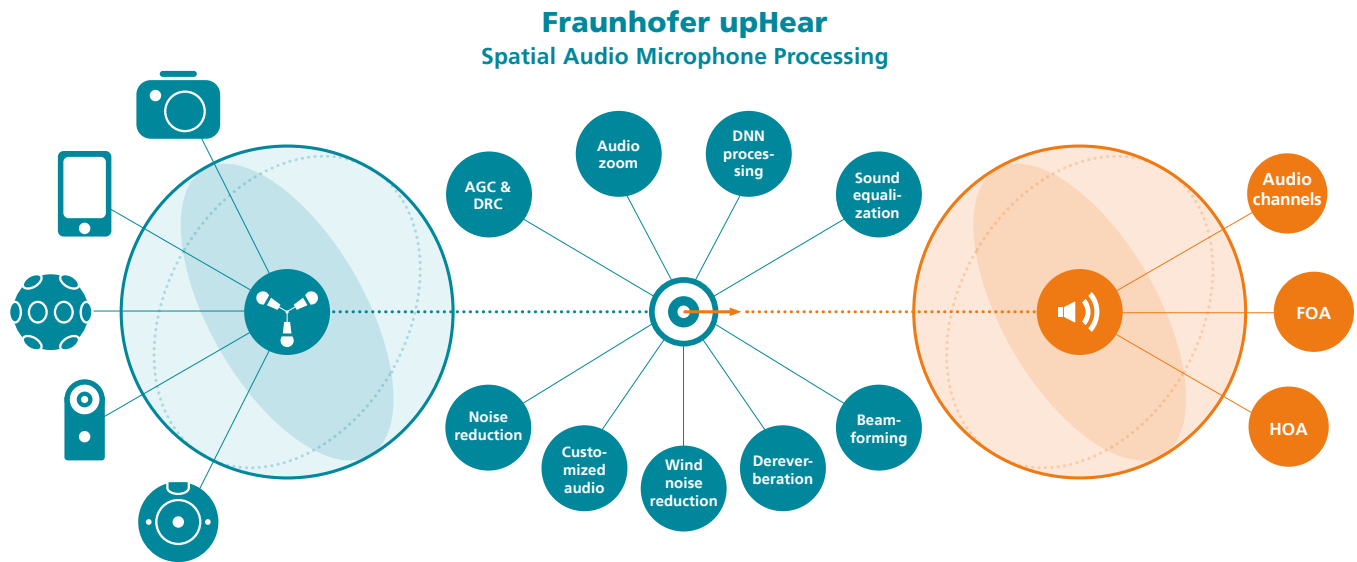 Fraunhofer upHear
Spatial Audio Microphone Processing
AGC &
DRC
Audio
zoom
DNN
proces-
sing
Sound
equali-
zation
Noise
reduction
Custo-
mized
audio
Wind
noise
reduction
Derever-
beration
Beam-
forming
Audio
channels
FOA
HOA